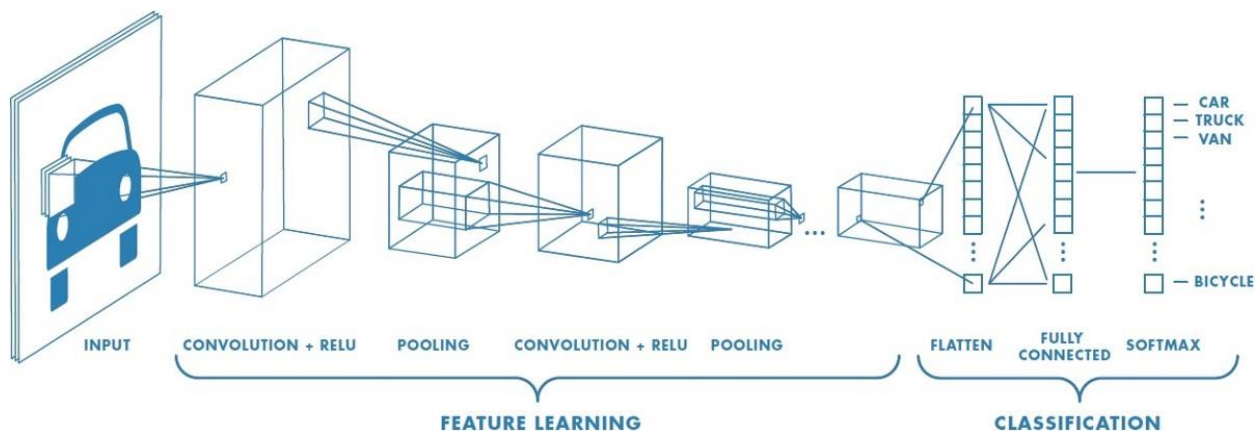 CAR
TRUCK
VAN
BICYCLE
INPUT
CONVOLUTION + RELU
POOLING
CONVOLUTION + RELU
POOLING
FLATTEN
FULLY
CONNECTED
SOFTMAX
FEATURE LEARNING
CLASSIFICATION